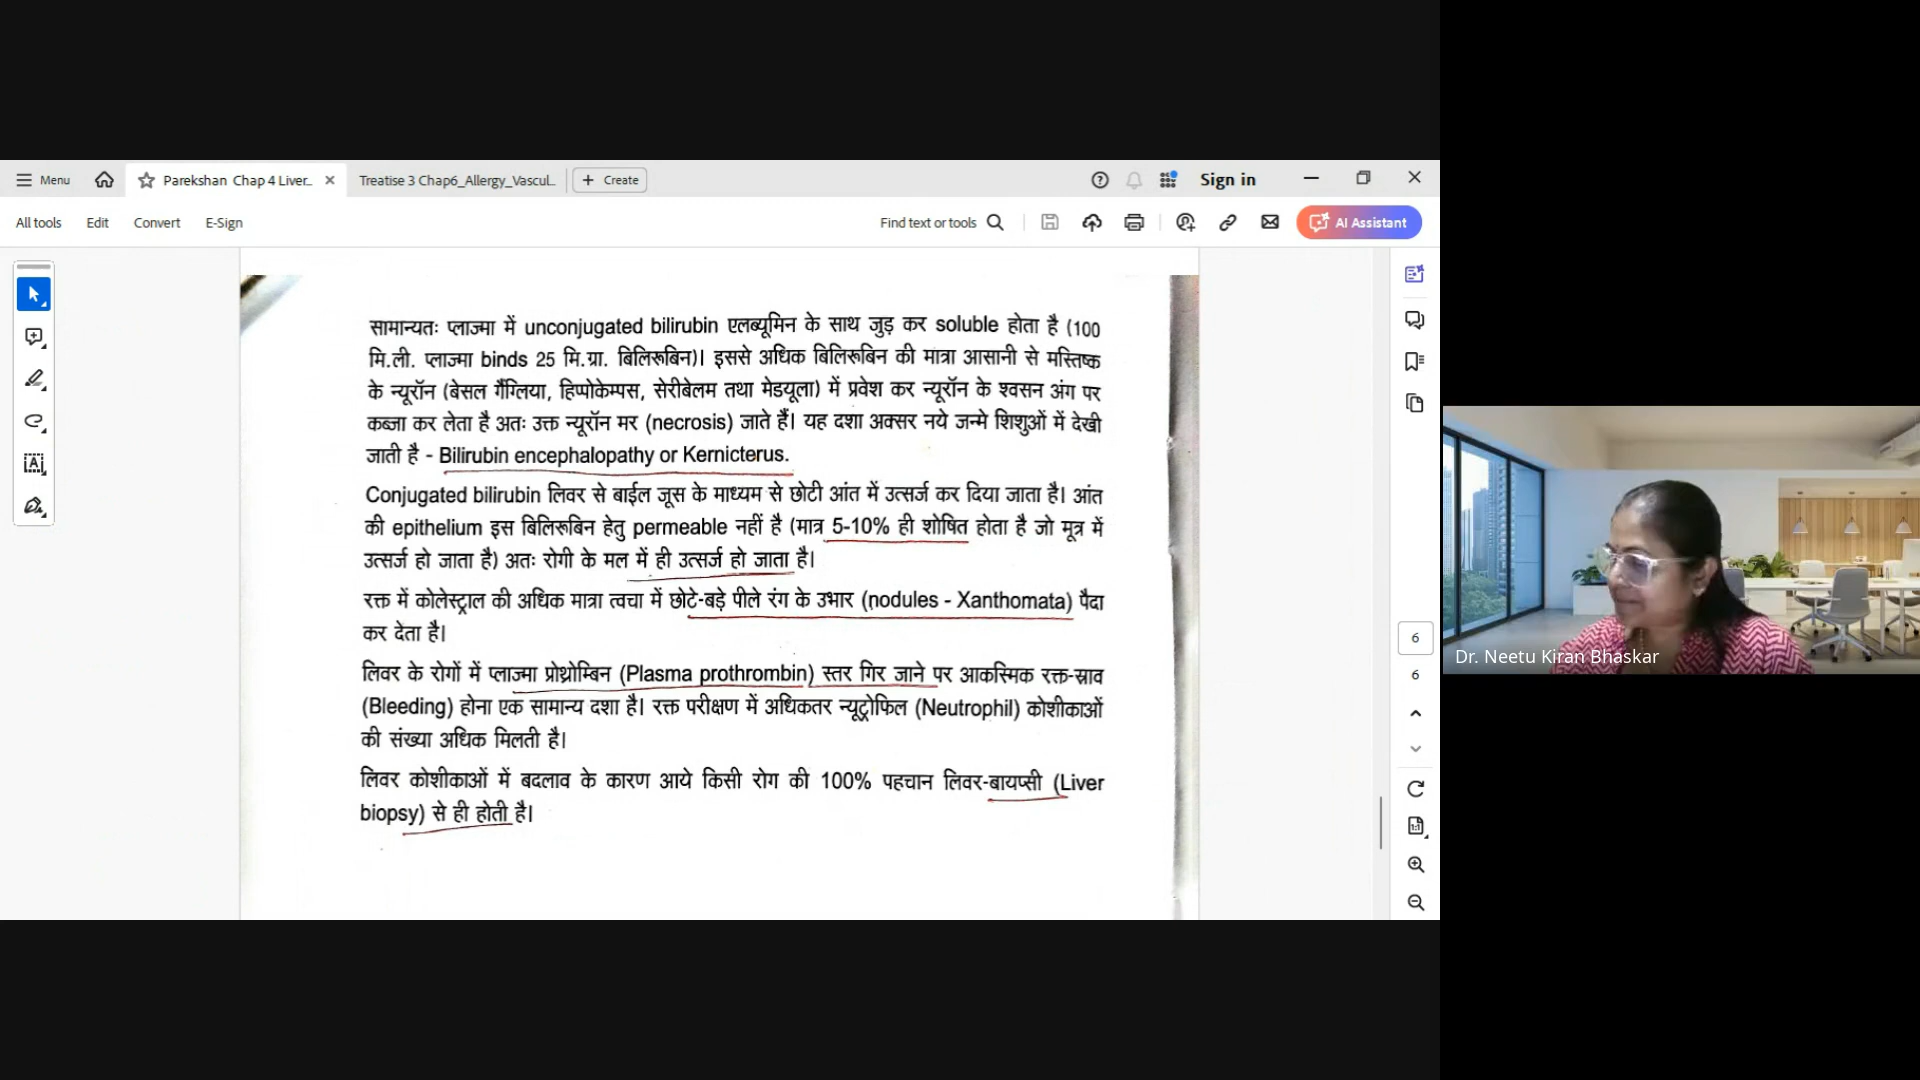 Menu
Parekshan Chap 4 Liver...
Treatise 3 Chap6_Allergy_Vascul...
+ Create
Sign in
All tools
Edit
Convert
E-Sign
Find text or tools
AI Assistant
सामान्यतः प्लाज्मा में unconjugated bilirubin एलब्यूमिन के साथ जुड़ कर soluble होता है (100
मि.ली. प्लाज्मा binds 25 मि.ग्रा. बिलिरूबिन)। इससे अधिक बिलिरूबिन की मात्रा आसानी से मस्तिष्क
के न्यूरॉन (बेसल गैंग्लिया, हिप्पोकेम्पस, सेरीबेलम तथा मेडयूला) में प्रवेश कर न्यूरॉन के श्वसन अंग पर
कब्जा कर लेता है अतः उक्त न्यूरॉन मर (necrosis) जाते हैं। यह दशा अक्सर नये जन्मे शिशुओं में देखी
जाती है - Bilirubin encephalopathy or Kernicterus.
Conjugated bilirubin लिवर से बाईल जूस के माध्यम से छोटी आंत में उत्सर्ज कर दिया जाता है। आंत
की epithelium इस बिलिरूबिन हेतु permeable नहीं है (मात्र 5-10% ही शोषित होता है जो मूत्र में
उत्सर्ज हो जाता है) अतः रोगी के मल में ही उत्सर्ज हो जाता है।
रक्त में कोलेस्ट्राल की अधिक मात्रा त्वचा में छोटे-बड़े पीले रंग के उभार (nodules - Xanthomata) पैदा
कर देता है।
लिवर के रोगों में प्लाज्मा प्रोथ्रोम्बिन (Plasma prothrombin) स्तर गिर जाने पर आकस्मिक रक्त-स्राव
(Bleeding) होना एक सामान्य दशा है। रक्त परीक्षण में अधिकतर न्यूट्रोफिल (Neutrophil) कोशीकाओं
की संख्या अधिक मिलती है।
लिवर कोशीकाओं में बदलाव के कारण आये किसी रोग की 100% पहचान लिवर-बायप्सी (Liver
biopsy) से ही होती है।
6
6
Dr. Neetu Kiran Bhaskar